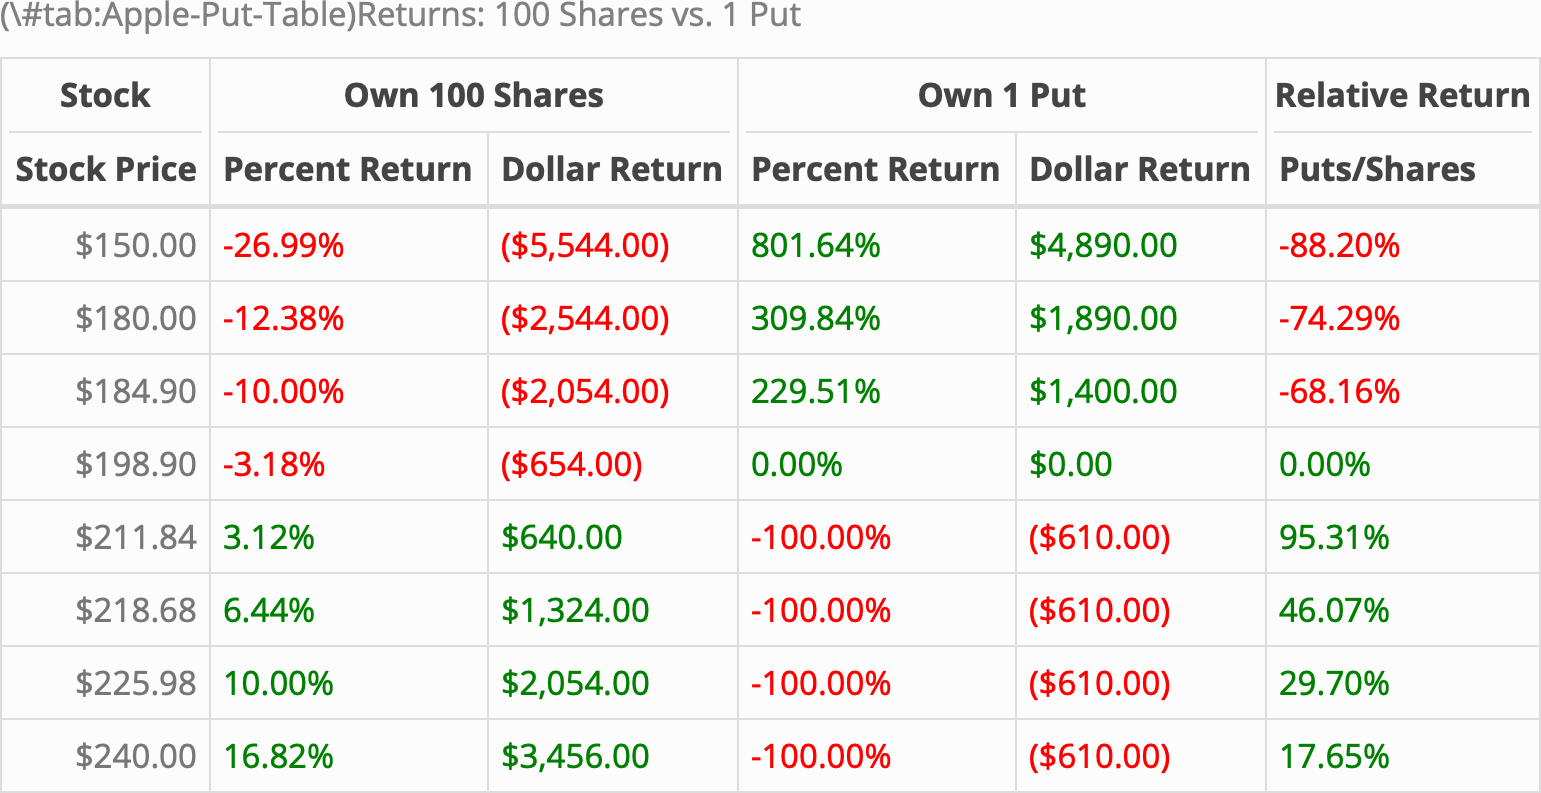 (\#tab:Apple-Put-Table)Returns: 100 Shares vs. 1 Put
Stock Own 100 Shares Own 1 Put Relative Return
Stock Price Percent Return Dollar Return Percent Return Dollar Return Puts/Shares
$150.00 -26.99% ($5,544.00) 801.64% $4,890.00 -88.20%
$180.00 -12.38% ($2,544.00) 309.84% $1,890.00 -74.29%
$184.90 -10.00% ($2,054.00) 229.51% $1,400.00 -68.16%
$198.90 -3.18% ($654.00) 0.00% $0.00 0.00%
$211.84 3.12% $640.00 -100.00% ($610.00) 95.31%
$218.68 6.44% $1,324.00 -100.00% ($610.00) 46.07%
$225.98 10.00% $2,054.00 -100.00% ($610.00) 29.70%
$240.00 16.82% $3,456.00 -100.00% ($610.00) 17.65%